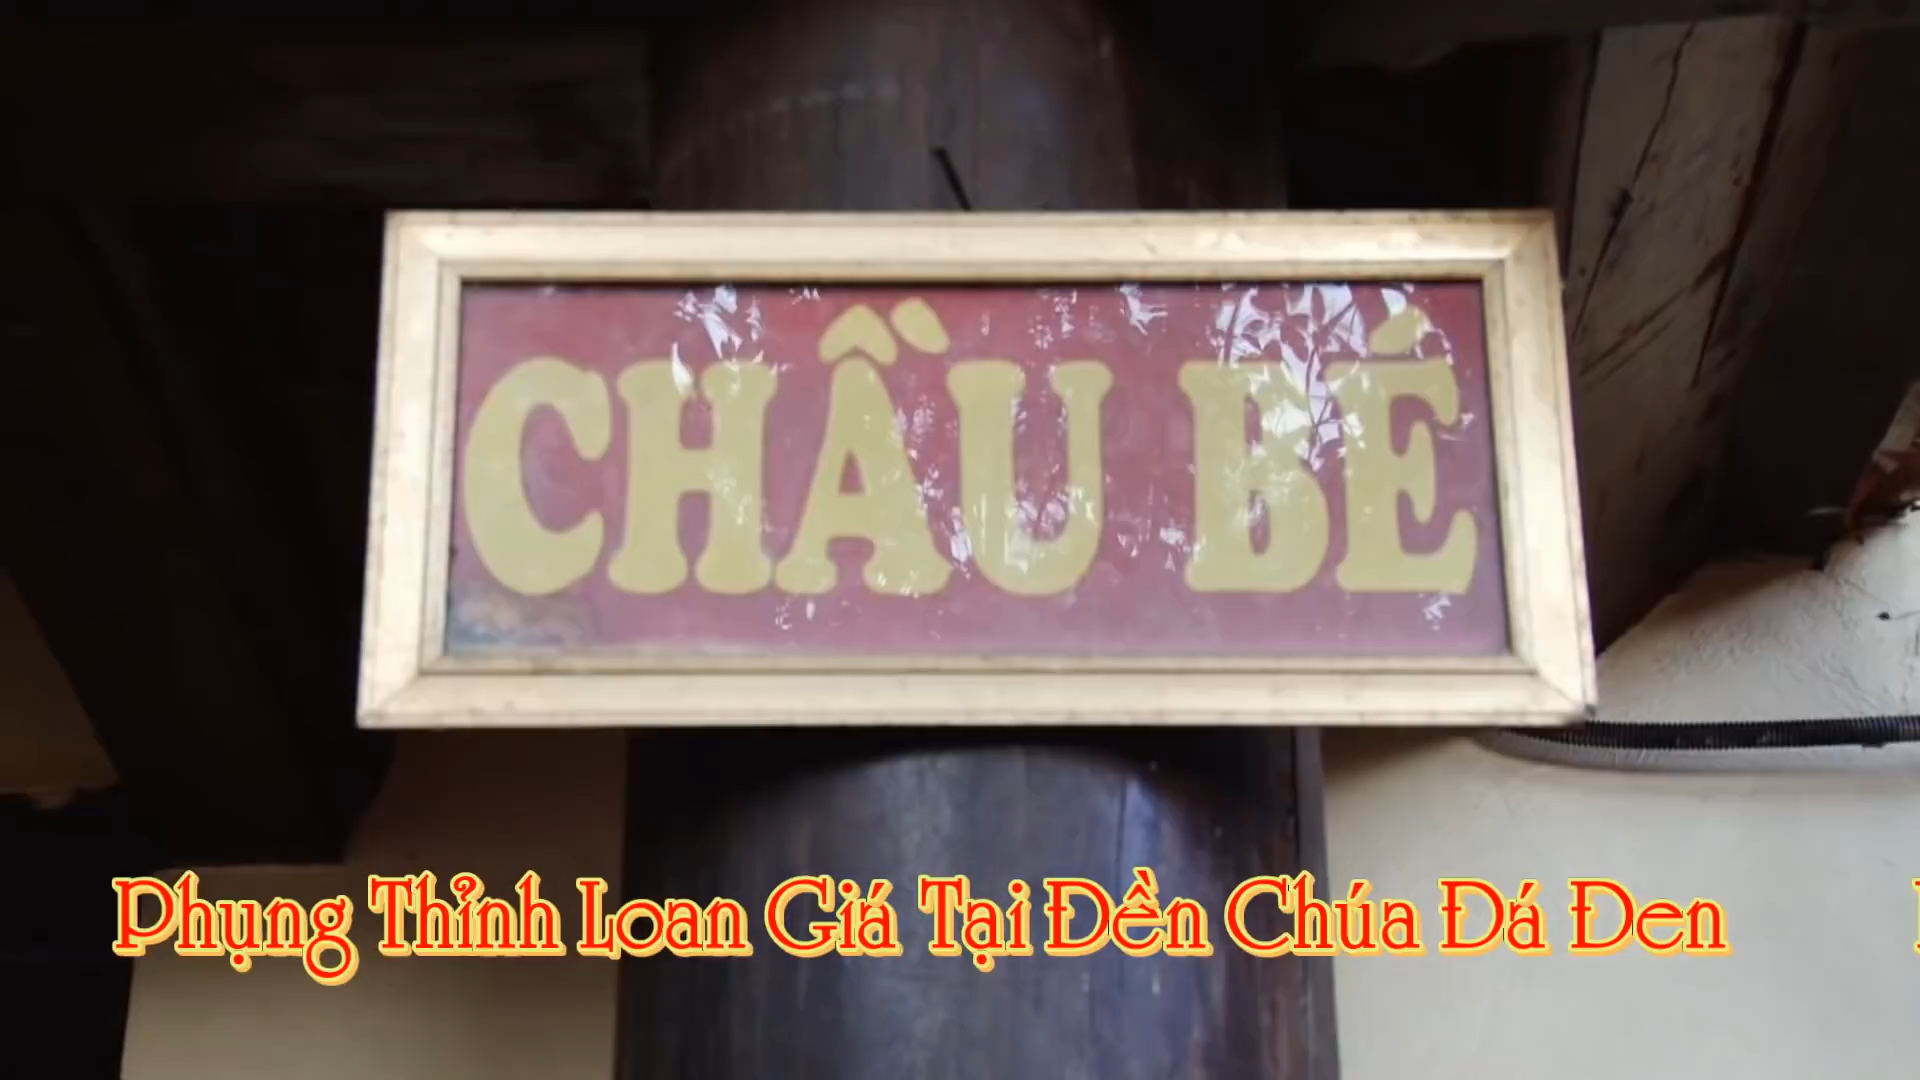 CHẦU BÉ
Phụng Thỉnh Loan Giá Tại Đền Chúa Đá Đen